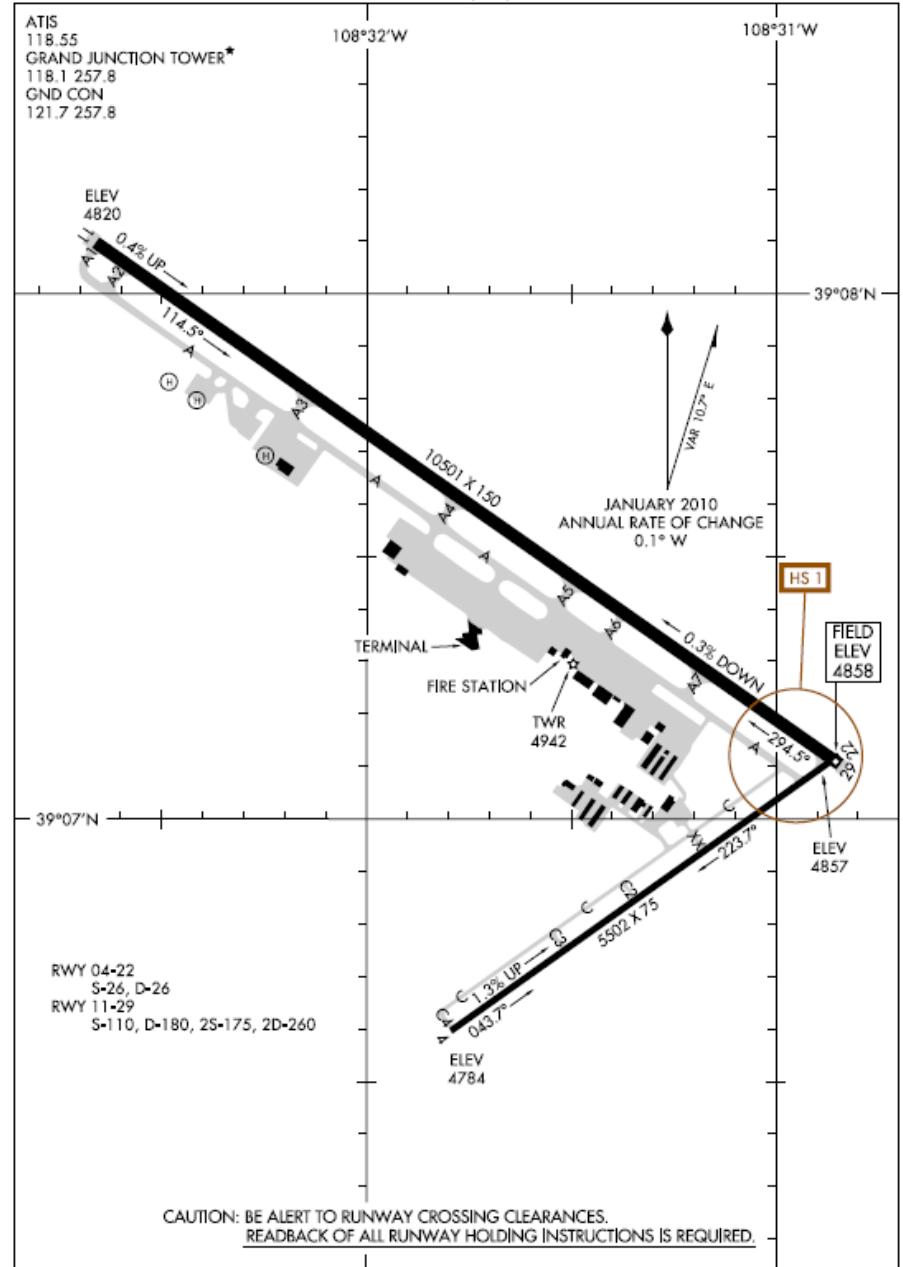 ATIS
118.55
GRAND JUNCTION TOWER★
118.1 257.8
GND CON
121.7 257.8
108°32'W
108°31'W
ELEV
4820
11
A1
A2
0.4% UP
114.5°
39°08'N
A
H
H
H
A3
VAR 10.7° E
JANUARY 2010
ANNUAL RATE OF CHANGE
0.1° W
10501 X 150
A
A4
A
A5
A6
HS 1
0.3% DOWN
FIELD
ELEV
4858
TERMINAL
FIRE STATION
TWR
4942
A7
A
294.5°
29-22
39°07'N
C
XX
223.7°
ELEV
4857
C2
C
5502 X 75
C3
1.3% UP
C
C4
043.7°
4
ELEV
4784
RWY 04-22
S-26, D-26
RWY 11-29
S-110, D-180, 2S-175, 2D-260
CAUTION: BE ALERT TO RUNWAY CROSSING CLEARANCES.
READBACK OF ALL RUNWAY HOLDING INSTRUCTIONS IS REQUIRED.